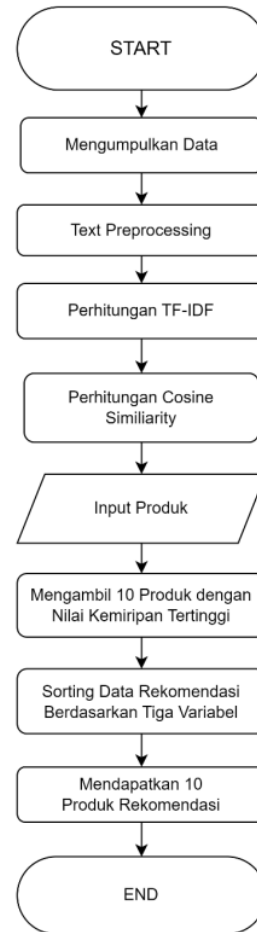 START
Mengumpulkan Data
Text Preprocessing
Perhitungan TF-IDF
Perhitungan Cosine
Similiarity
Input Produk
Mengambil 10 Produk dengan
Nilai Kemiripan Tertinggi
Sorting Data Rekomendasi
Berdasarkan Tiga Variabel
Mendapatkan 10
Produk Rekomendasi
END